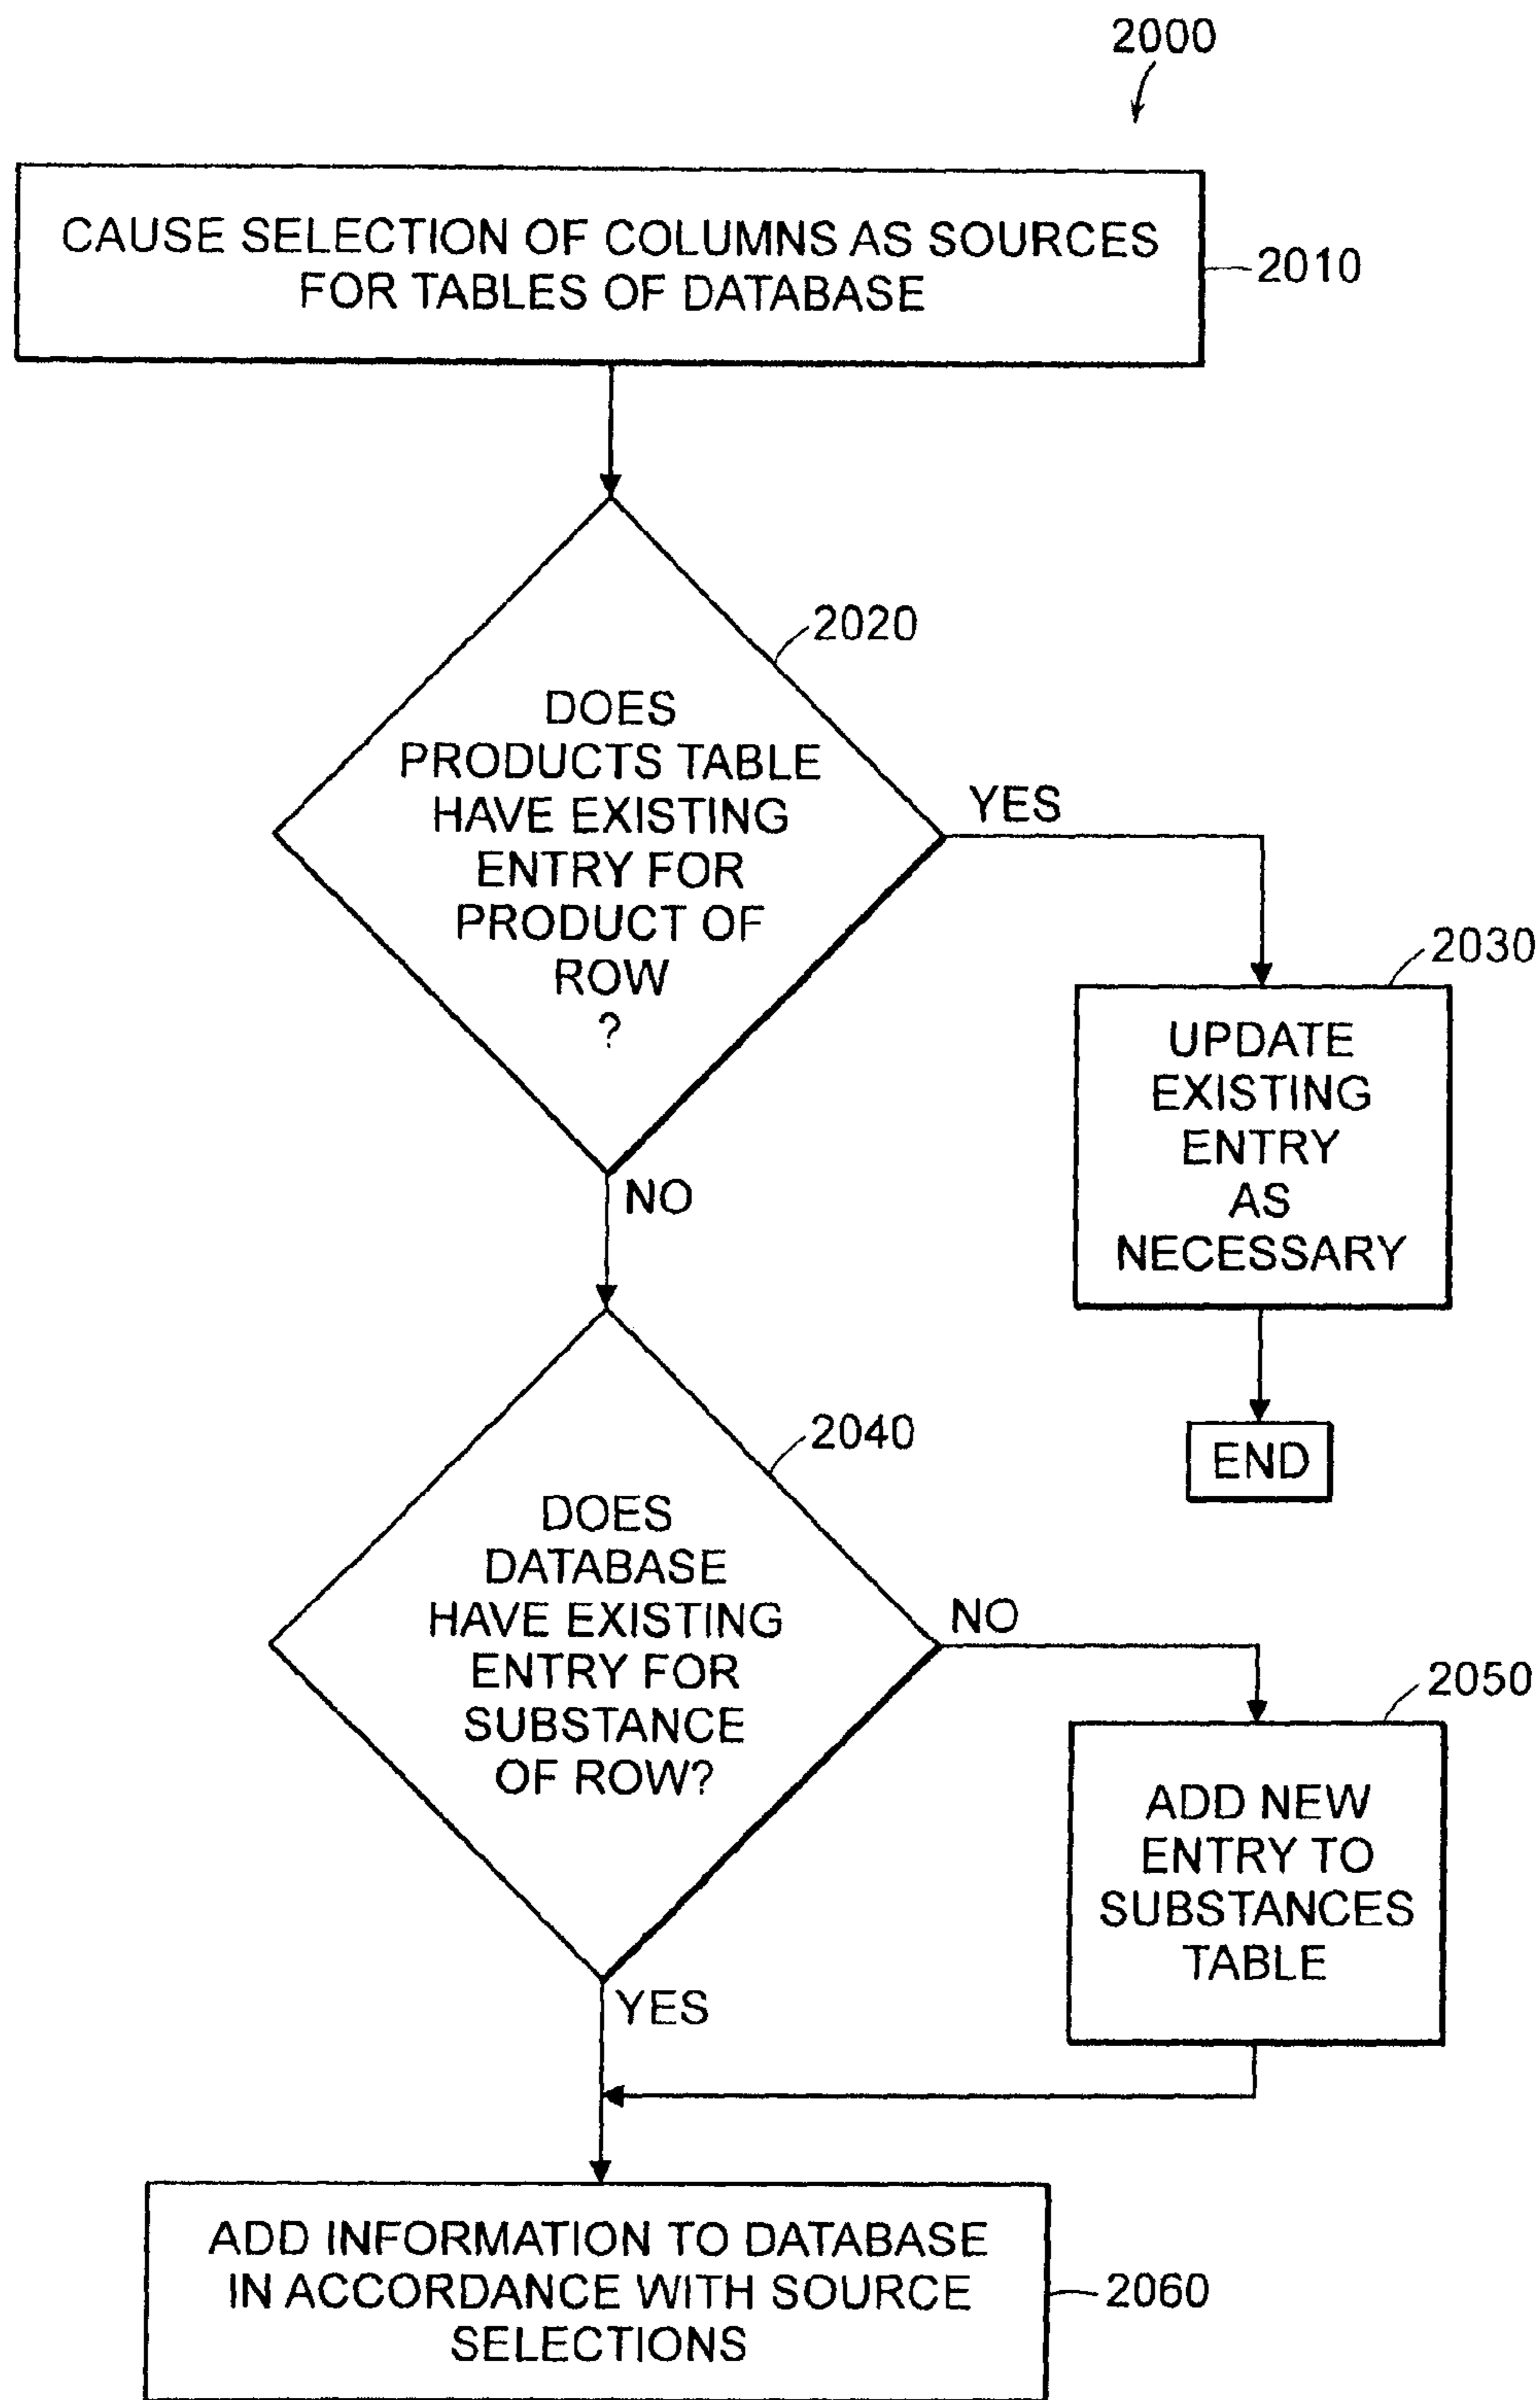 2000
CAUSE SELECTION OF COLUMNS AS SOURCES
FOR TABLES OF DATABASE
2010
2020
DOES
PRODUCTS TABLE
HAVE EXISTING
ENTRY FOR
PRODUCT OF
ROW
?
YES
2030
UPDATE
EXISTING
ENTRY
AS
NECESSARY
NO
END
2040
DOES
DATABASE
HAVE EXISTING
ENTRY FOR
SUBSTANCE
OF ROW?
NO
2050
ADD NEW
ENTRY TO
SUBSTANCES
TABLE
YES
ADD INFORMATION TO DATABASE
IN ACCORDANCE WITH SOURCE
SELECTIONS
2060